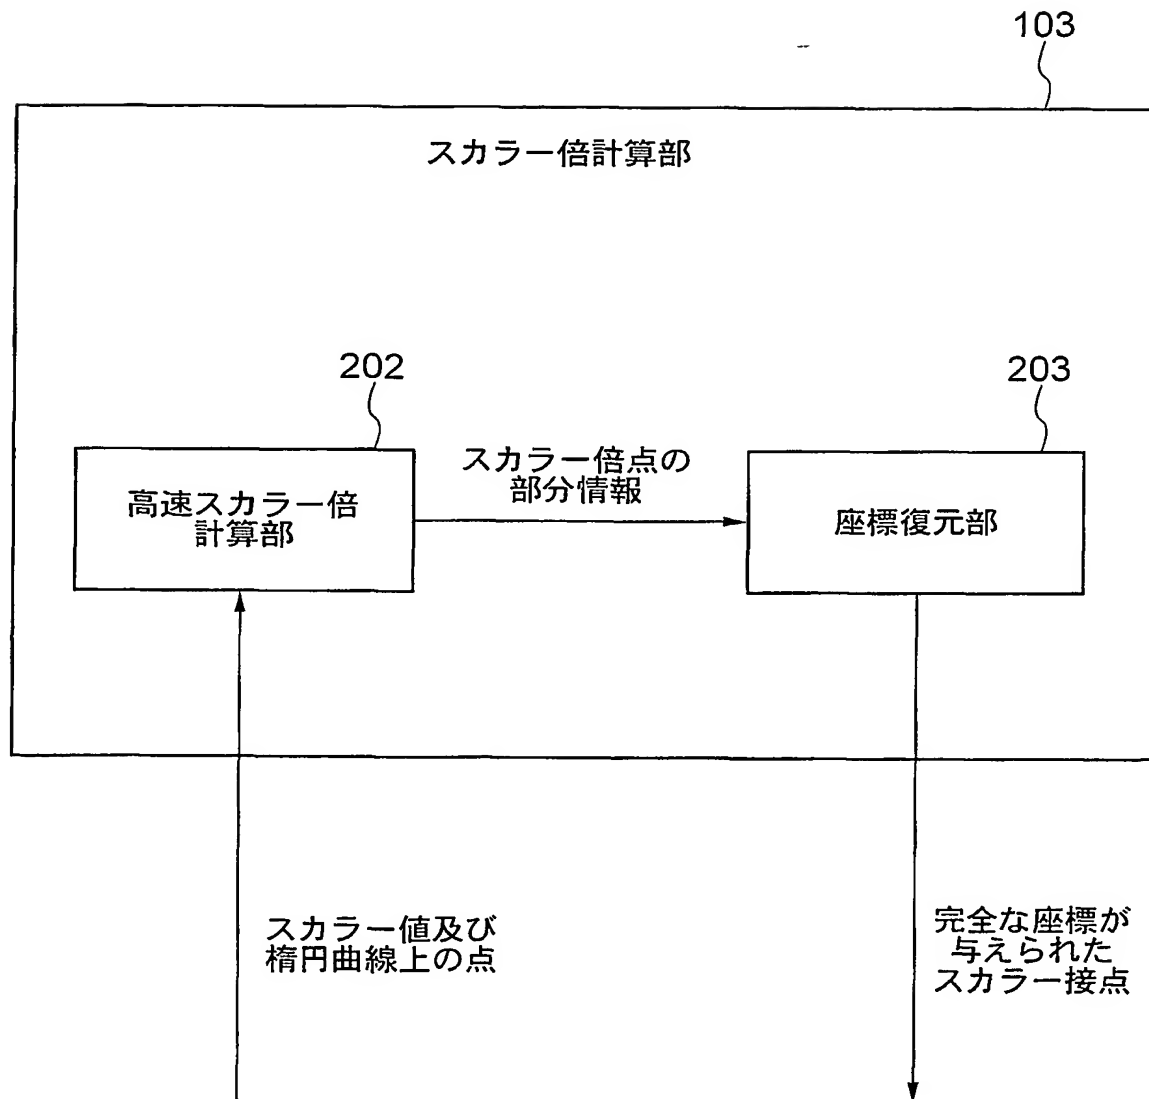 103
スカラー倍計算部
202
203
スカラー倍点の
部分情報
高速スカラー倍
計算部
座標復元部
スカラー値及び
楕円曲線上の点
完全な座標が
与えられた
スカラー接点